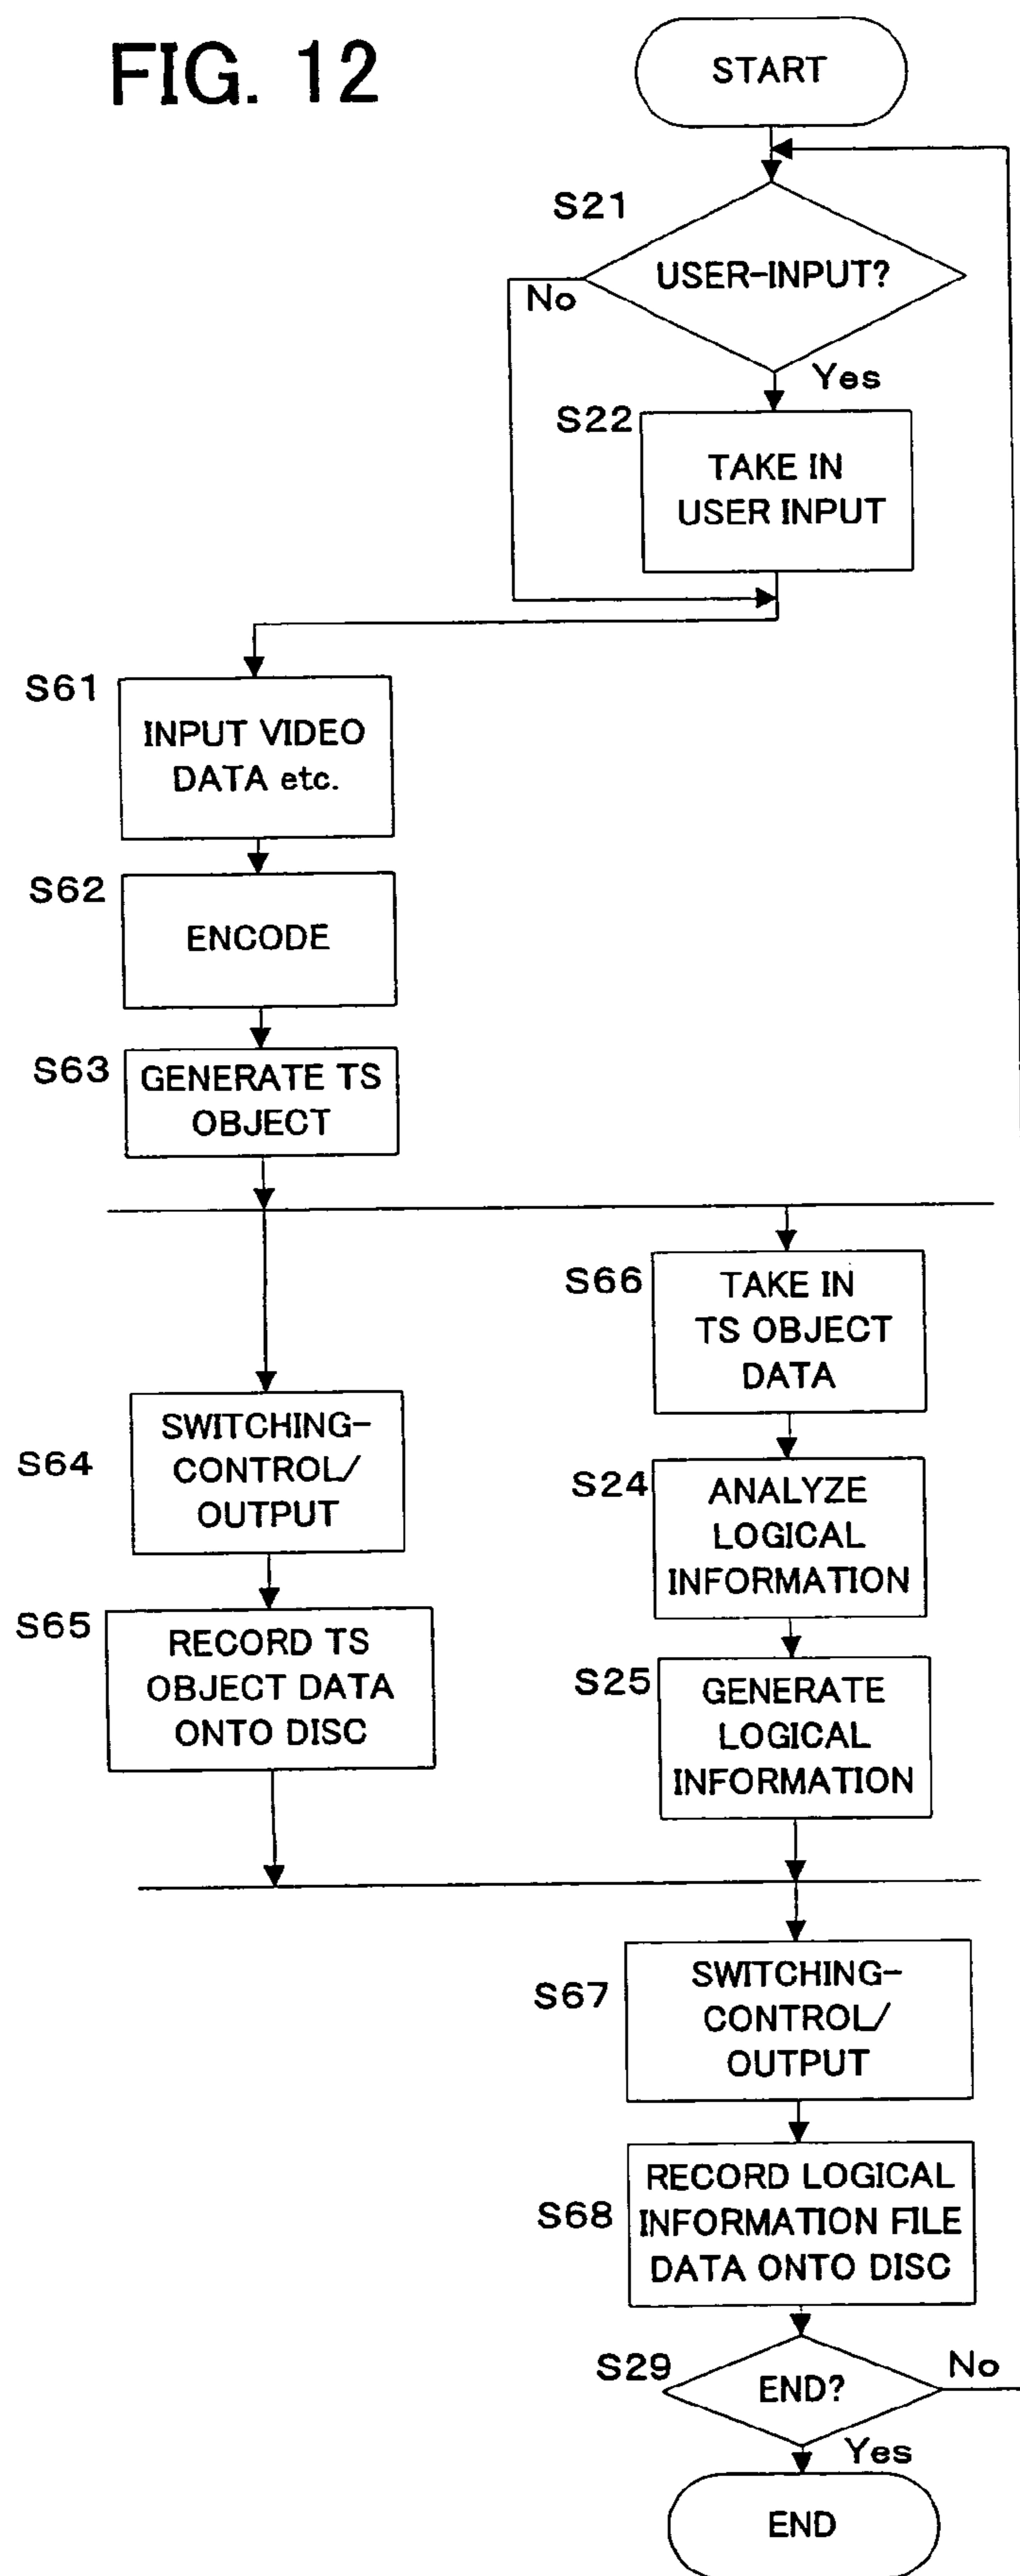 FIG. 12
START
S21
USER-INPUT?
No
Yes
S22
TAKE IN
USER INPUT
S61
INPUT VIDEO
DATA etc.
S62
ENCODE
S63
GENERATE TS
OBJECT
S66
TAKE IN
TS OBJECT
DATA
S64
SWITCHING-
CONTROL/
OUTPUT
S24
ANALYZE
LOGICAL
INFORMATION
S65
RECORD TS
OBJECT DATA
ONTO DISC
S25
GENERATE
LOGICAL
INFORMATION
S67
SWITCHING-
CONTROL/
OUTPUT
S68
RECORD LOGICAL
INFORMATION FILE
DATA ONTO DISC
S29
END?
No
Yes
END